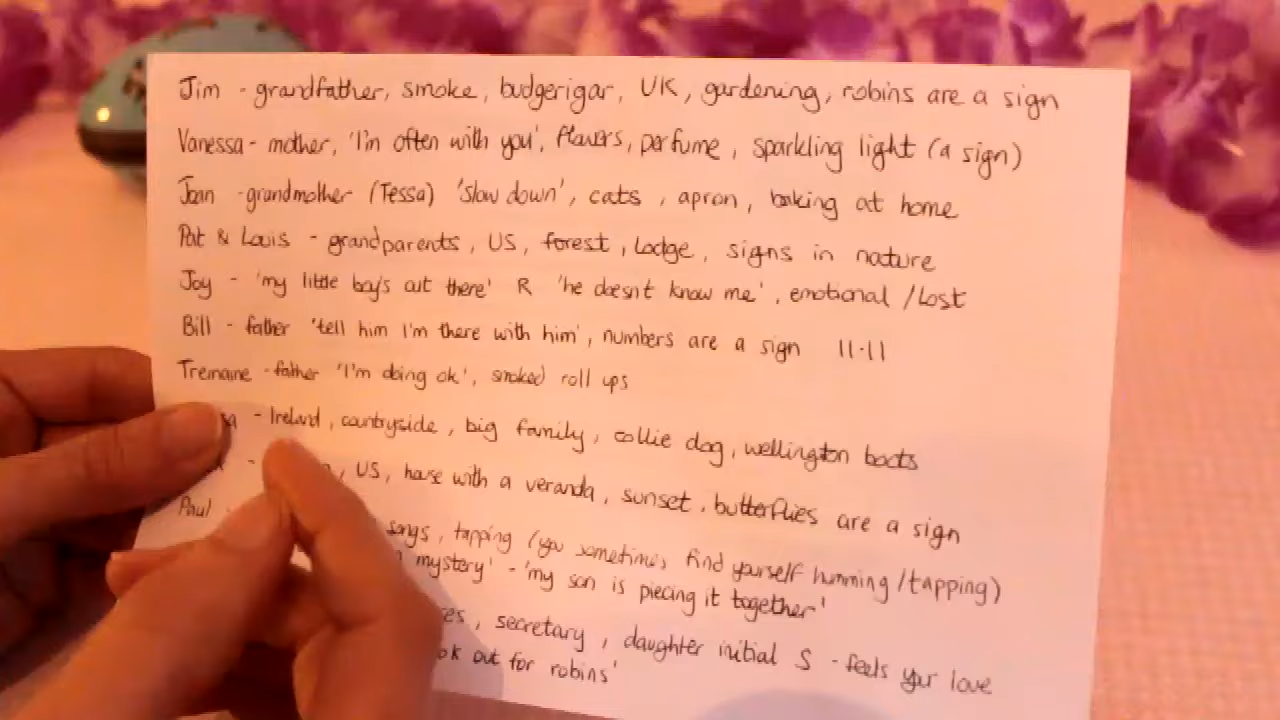 Jim - grandfather, smoke, budgerigar, UK, gardening, robins are a sign
Vanessa - mother, 'I'm often with you', flowers, perfume, sparkling light (a sign)
Joan - grandmother (Tessa) 'slow down', cats, apron, baking at home
Pat & Louis - grandparents, US, forest, Lodge, signs in nature
Joy - 'my little boy's out there' R 'he doesn't know me', emotional / Lost
Bill - father 'tell him I'm there with him', numbers are a sign 11-11
Tremaine - father 'I'm doing ok', smoked roll ups
- Ireland, countryside, big family, collie dog, wellington boots
-, US, house with a veranda, sunset, butterflies are a sign
Paul - songs, tapping (you sometimes find yourself humming / tapping)
mystery' - 'my son is piecing it together'
, secretary, daughter initial S - feels your love
out for robins'